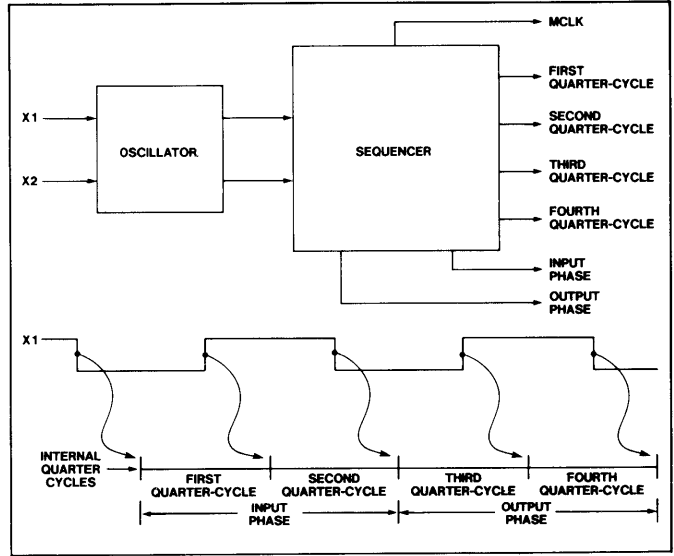 MCLK
FIRST
QUARTER-CYCLE
X1
SECOND
QUARTER-CYCLE
OSCILLATOR
SEQUENCER
THIRD
QUARTER-CYCLE
X2
FOURTH
QUARTER-CYCLE
INPUT
PHASE
OUTPUT
PHASE
X1
INTERNAL
QUARTER
CYCLES
FIRST
QUARTER-CYCLE
SECOND
QUARTER-CYCLE
THIRD
QUARTER-CYCLE
FOURTH
QUARTER-CYCLE
INPUT
PHASE
OUTPUT
PHASE